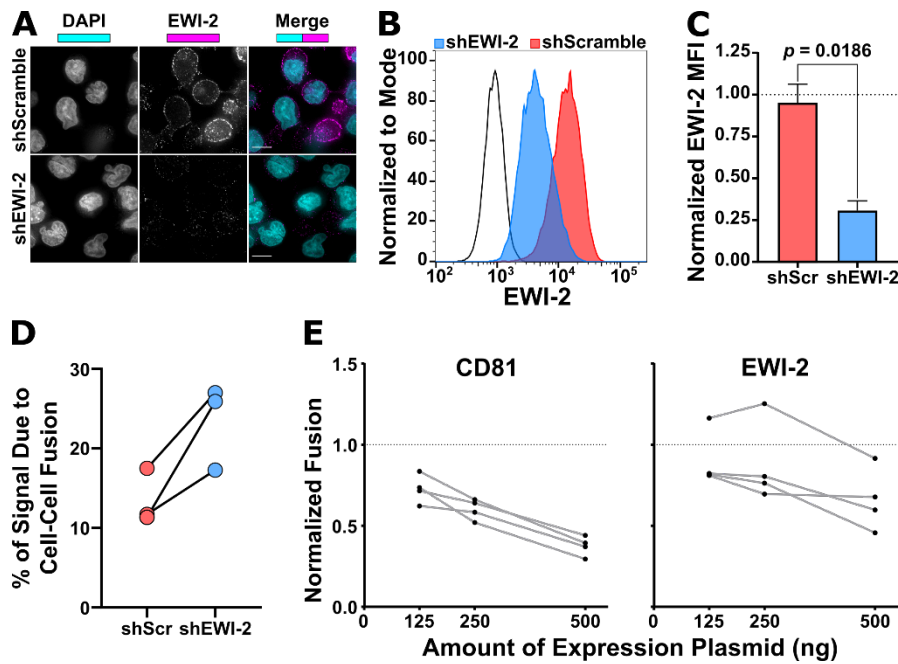 A
DAPI EWI-2 Merge
shScramble
shEWI-2
B
shEWI-2 shScramble
Normalized to Mode
100
80
60
40
20
0
10² 10³ 10⁴ 10⁵
EWI-2
C
p = 0.0186
Normalized EWI-2 MFI
1.25
1.00
0.75
0.50
0.25
0.00
shScr shEWI-2
D
% of Signal Due to
Cell-Cell Fusion
30
20
10
0
shScr shEWI-2
E
CD81 EWI-2
Normalized Fusion
1.5
1.0
0.5
0.0
0 125 250 500 0 125 250 500
Amount of Expression Plasmid (ng)